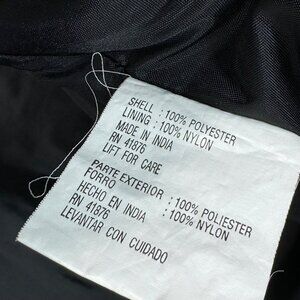 SHELL : 100% POLYESTER
LINING : 100% NYLON
MADE IN INDIA
RN 41876
LIFT FOR CARE
PARTE EXTERIOR : 100% POLIESTER
FORRO : 100% NYLON
HECHO EN INDIA
RN 41876
LEVANTAR CON CUIDADO